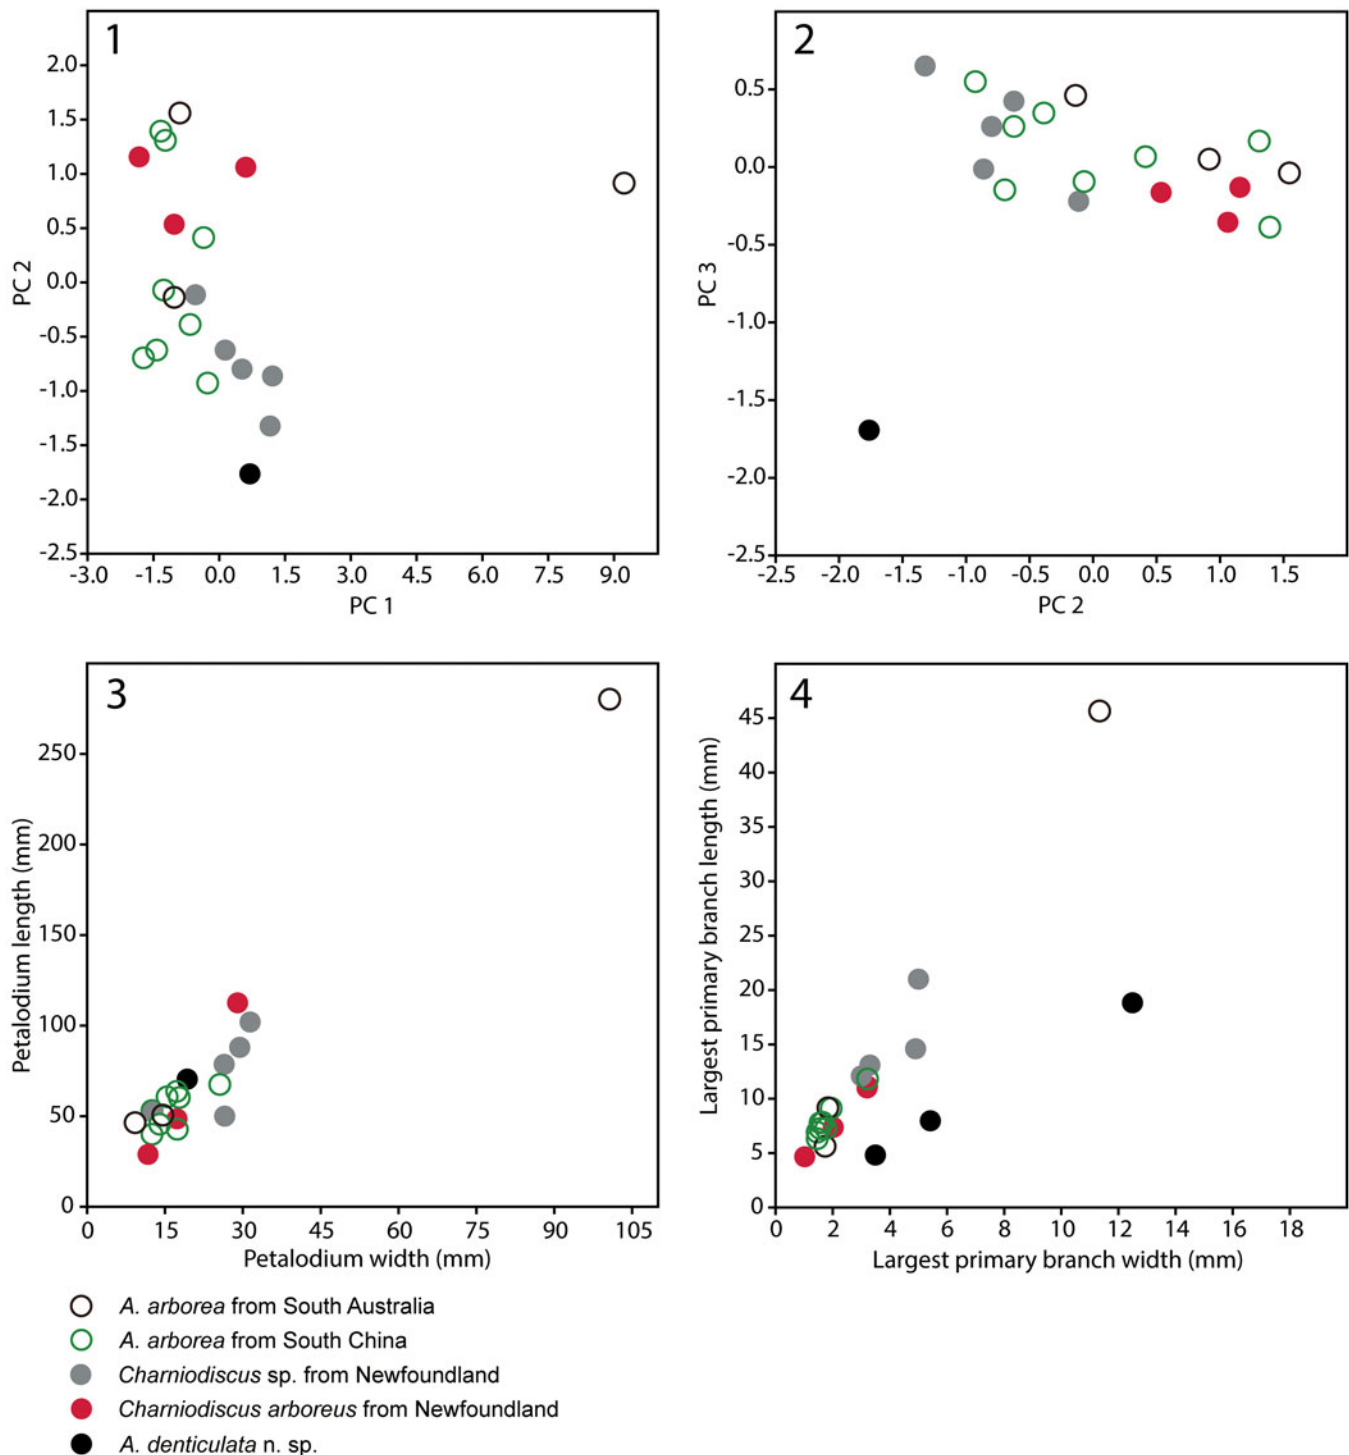 1
2.0
1.5
1.0
0.5
0.0
-0.5
-1.0
-1.5
-2.0
-2.5
PC 2
-3.0 -1.5 0.0 1.5 3.0 4.5 6.0 7.5 9.0
PC 1
2
0.5
0.0
-0.5
-1.0
-1.5
-2.0
-2.5
PC 3
-2.5 -2.0 -1.0 -0.5 0.0 0.5 1.0 1.5
PC 2
3
250
200
150
100
50
0
Petalodium length (mm)
0 15 30 45 60 75 90 105
Petalodium width (mm)
4
45
40
35
30
25
20
15
10
5
0
Largest primary branch length (mm)
0 2 4 6 8 10 12 14 16 18
Largest primary branch width (mm)
A. arborea from South Australia
A. arborea from South China
Charniodiscus sp. from Newfoundland
Charniodiscus arboreus from Newfoundland
A. denticulata n. sp.